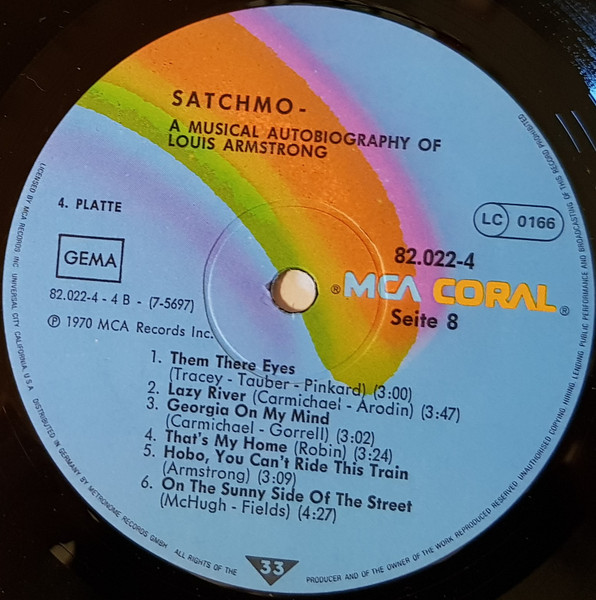 SATCHMO -
A MUSICAL AUTOBIOGRAPHY OF
LOUIS ARMSTRONG
4. PLATTE
LC 0166
GEMA
82.022-4
82.022-4 - 4 B - (7-5697)
® MCA CORAL ®
Ⓟ 1970 MCA Records Inc.
Seite 8
1. Them There Eyes
(Tracey - Tauber - Pinkard) (3:00)
2. Lazy River (Carmichael - Arodin) (3:47)
3. Georgia On My Mind
(Carmichael - Gorrell) (3:02)
4. That's My Home (Robin) (3:24)
5. Hobo, You Can't Ride This Train
(Armstrong) (3:09)
6. On The Sunny Side Of The Street
(McHugh - Fields) (4:27)
33
LICENSED BY MCA RECORDS INC. UNIVERSAL CITY CALIFORNIA, U.S.A. DISTRIBUTED IN GERMANY BY METRONOME RECORDS GMBH ALL RIGHTS OF THE PRODUCER AND OF THE OWNER OF THE WORK REPRODUCED RESERVED UNAUTHORISED COPYING HIRING LENDING PUBLIC PERFORMANCE AND BROADCASTING OF THIS RECORD PROHIBITED